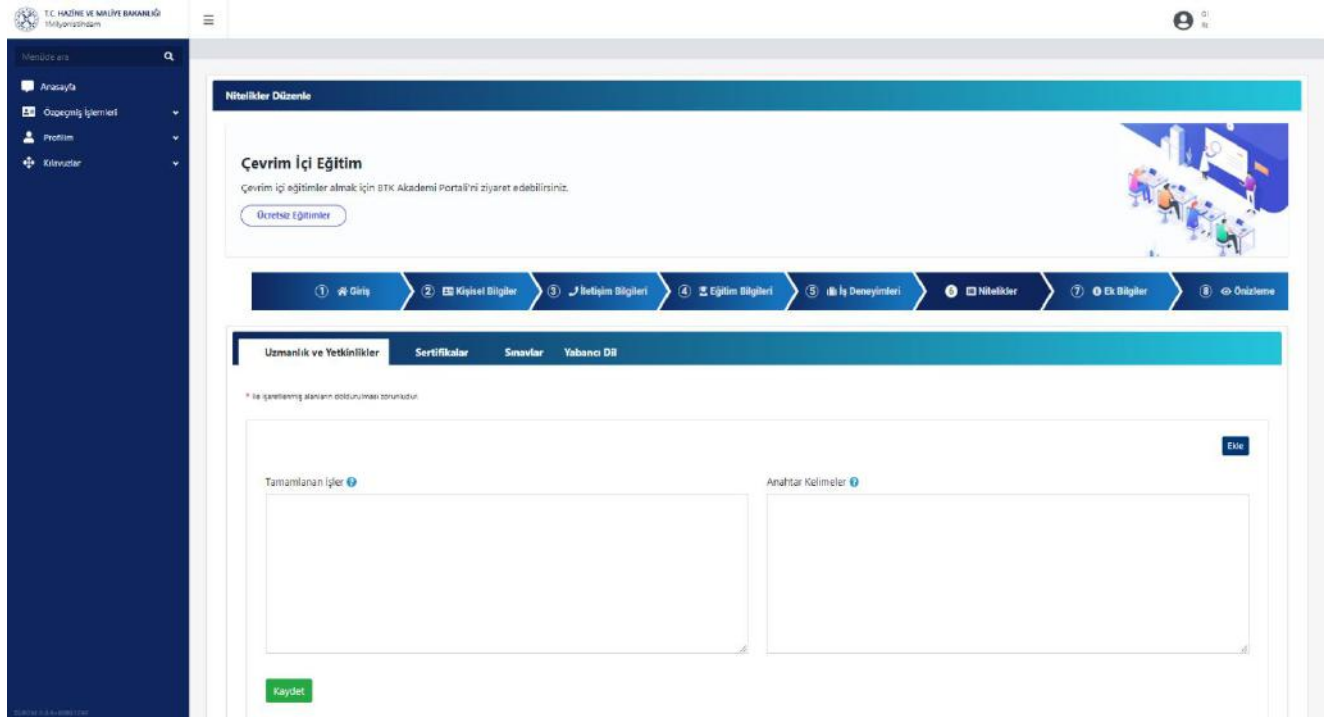 T.C. HAZİNE VE MALİYE BAKANLIĞI
1Milyonİstihdam
Menüde ara
Anasayfa
Özgeçmiş İşlemleri
Profilim
Kılavuzlar
Nitelikler Düzenle
Çevrim İçi Eğitim
Çevrim içi eğitimler almak için BTK Akademi Portali'ni ziyaret edebilirsiniz.
Ücretsiz Eğitimler
1 Giriş
2 Kişisel Bilgiler
3 İletişim Bilgileri
4 Eğitim Bilgileri
5 İş Deneyimleri
6 Nitelikler
7 Ek Bilgiler
8 Önizleme
Uzmanlık ve Yetkinlikler Sertifikalar Sınavlar Yabancı Dil
* ile işaretlenmiş alanların doldurulması zorunludur.
Ekle
Tamamlanan İşler
Anahtar Kelimeler
Kaydet